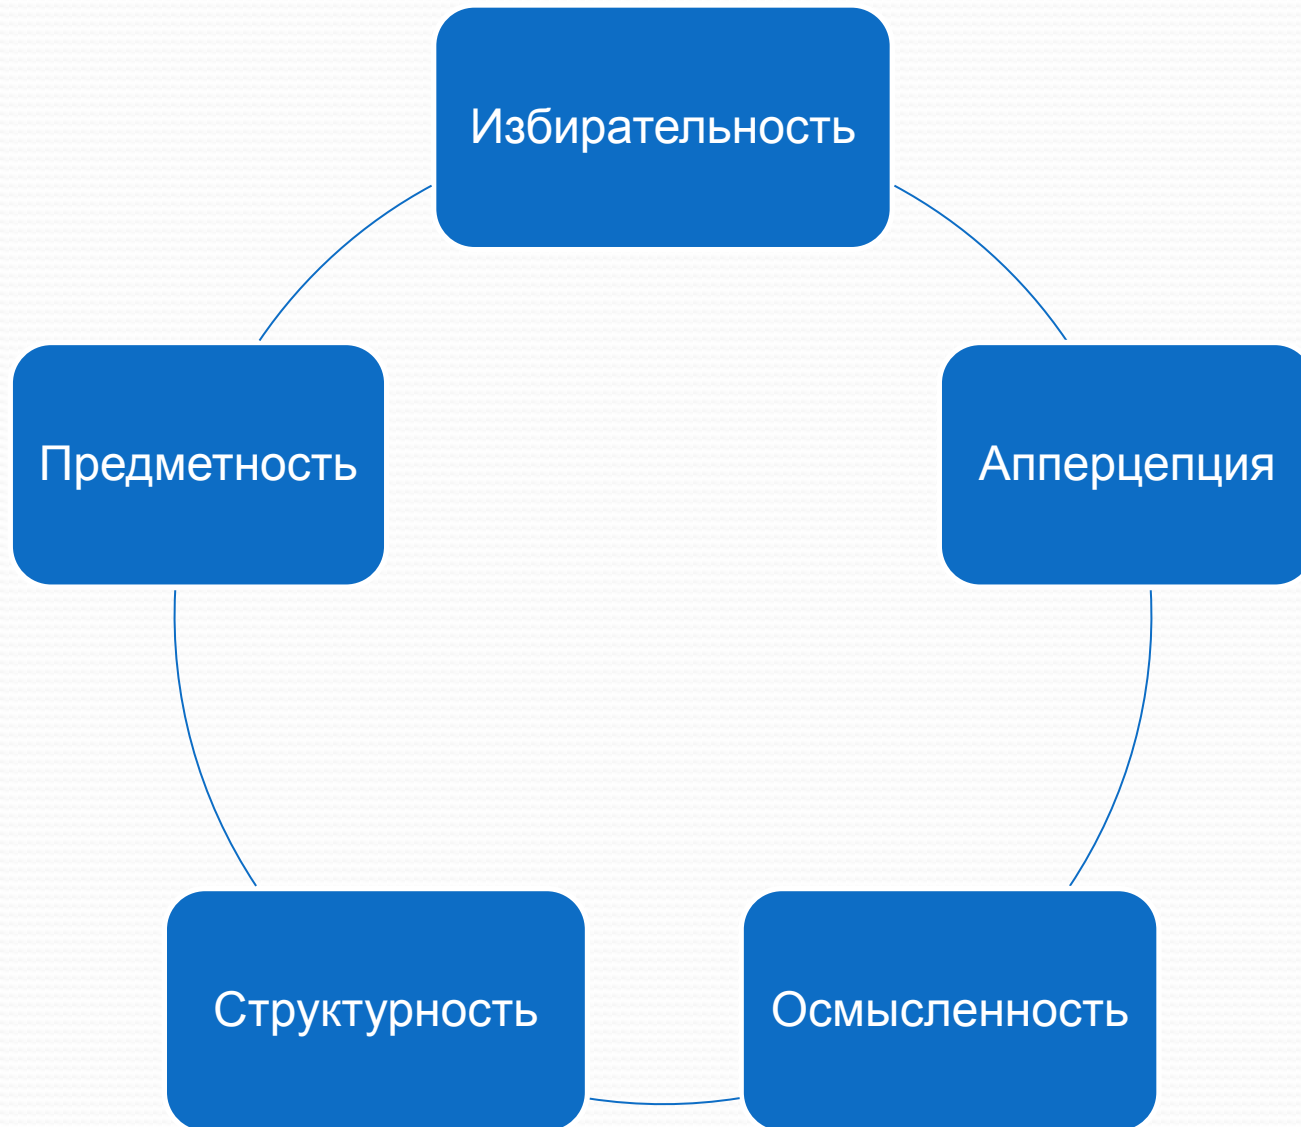 Избирательность
Предметность
Апперцепция
Структурность
Осмысленность